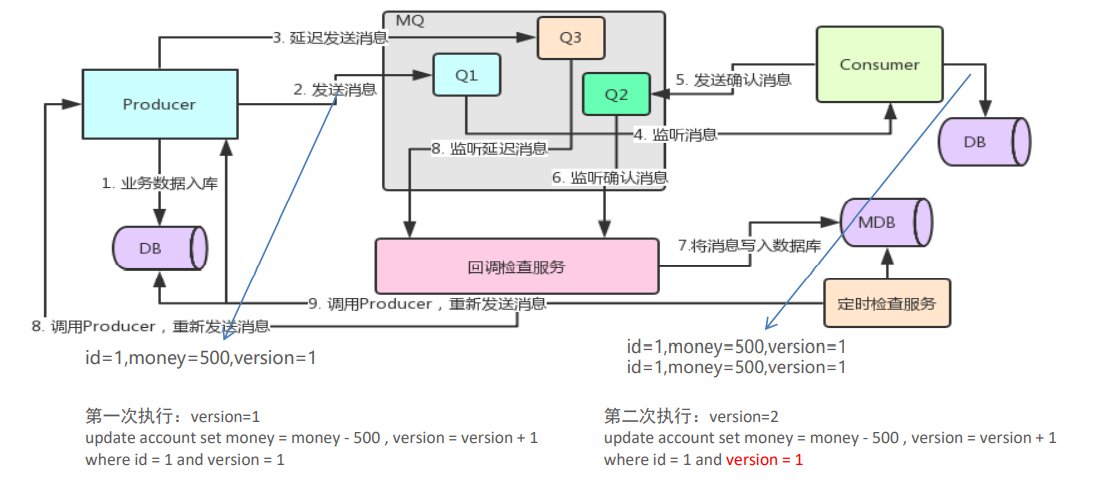 MQ
3. 延迟发送消息
Q3
Q1
Q2
2. 发送消息
Producer
5. 发送确认消息
Consumer
4. 监听消息
8. 监听延迟消息
DB
1. 业务数据入库
6. 监听确认消息
DB
MDB
7.将消息写入数据库
回调检查服务
定时检查服务
9. 调用Producer，重新发送消息
8. 调用Producer，重新发送消息
id=1,money=500,version=1
id=1,money=500,version=1
id=1,money=500,version=1
第一次执行：version=1
update account set money = money - 500 , version = version + 1
where id = 1 and version = 1
第二次执行：version=2
update account set money = money - 500 , version = version + 1
where id = 1 and version = 1